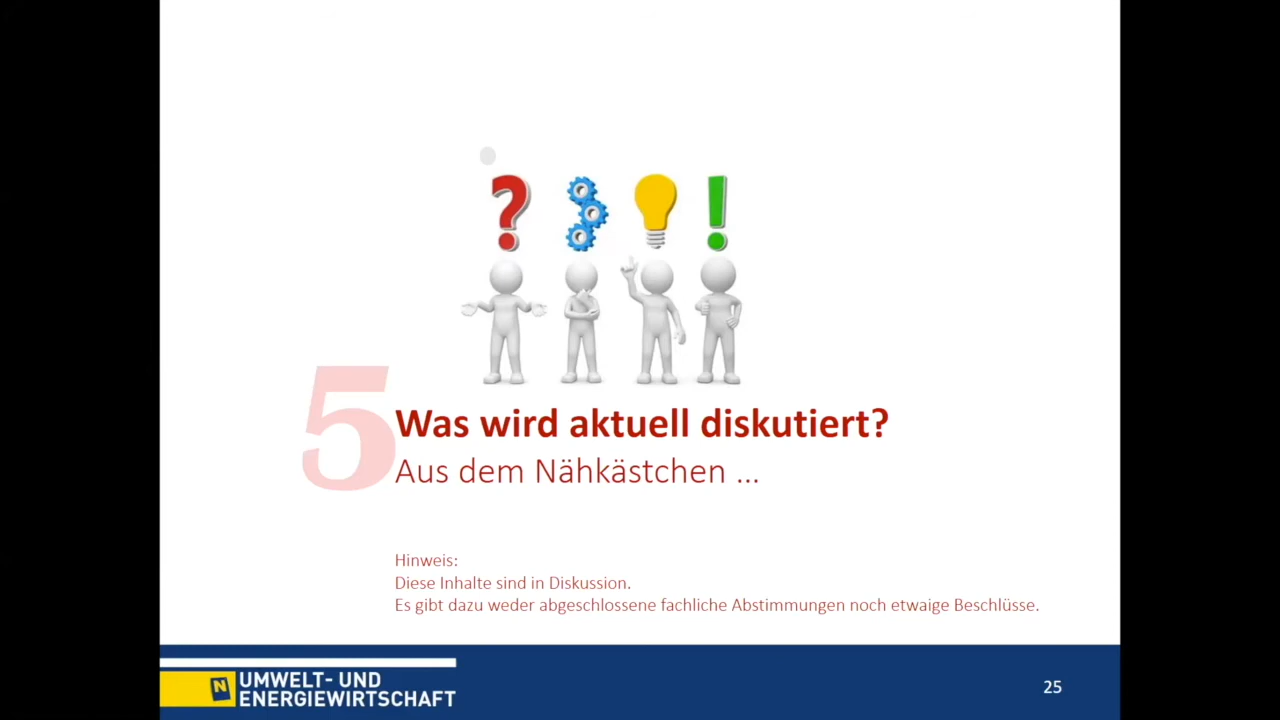 5
Was wird aktuell diskutiert?
Aus dem Nähkästchen ...
Hinweis:
Diese Inhalte sind in Diskussion.
Es gibt dazu weder abgeschlossene fachliche Abstimmungen noch etwaige Beschlüsse.
N
UMWELT- UND
ENERGIEWIRTSCHAFT
25